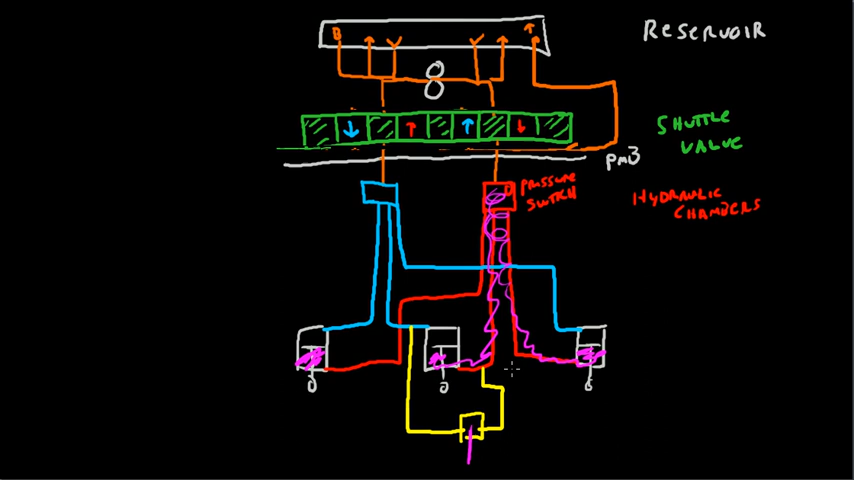 RESERVOIR
B
8
SHUTTLE
VALVE
pm3
PRESSURE
SWITCH
HYDRAULIC
CHAMBERS